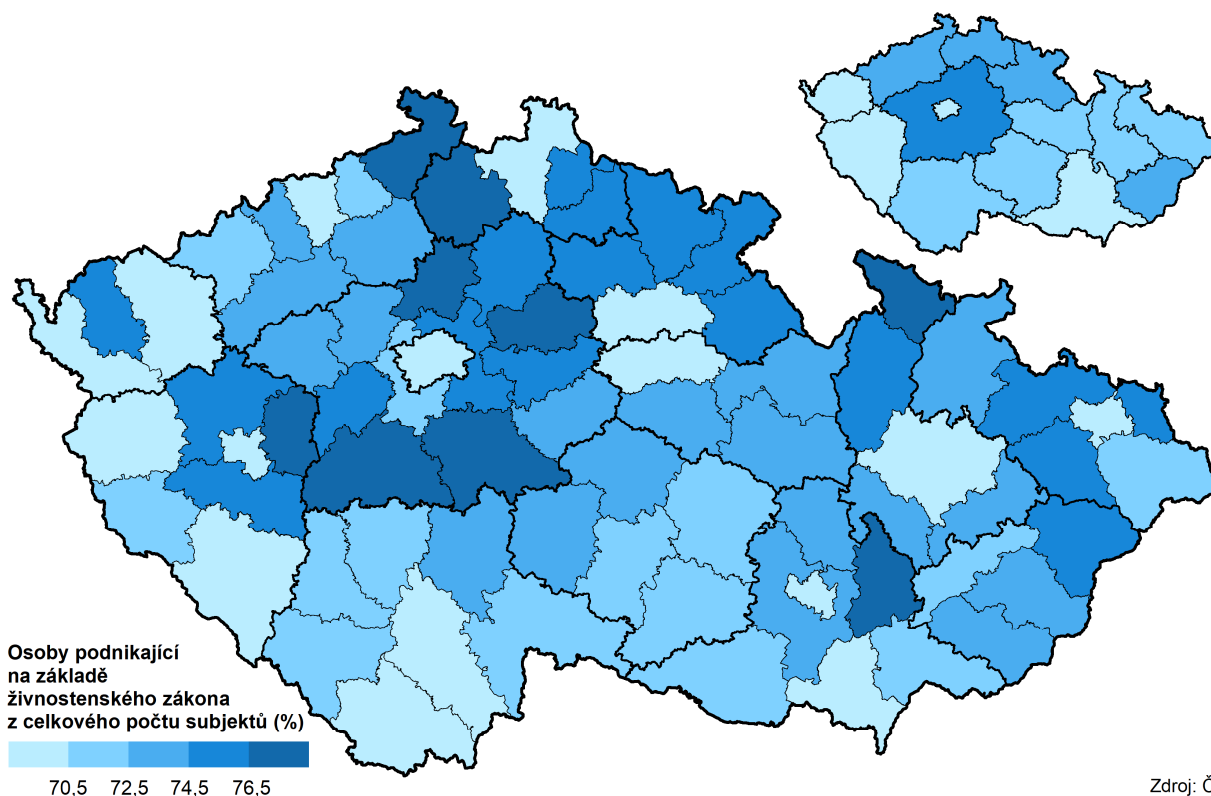 Osoby podnikající
na základě
živnostenského zákona
z celkového počtu subjektů (%)
70,5 72,5 74,5 76,5
Zdroj: Č